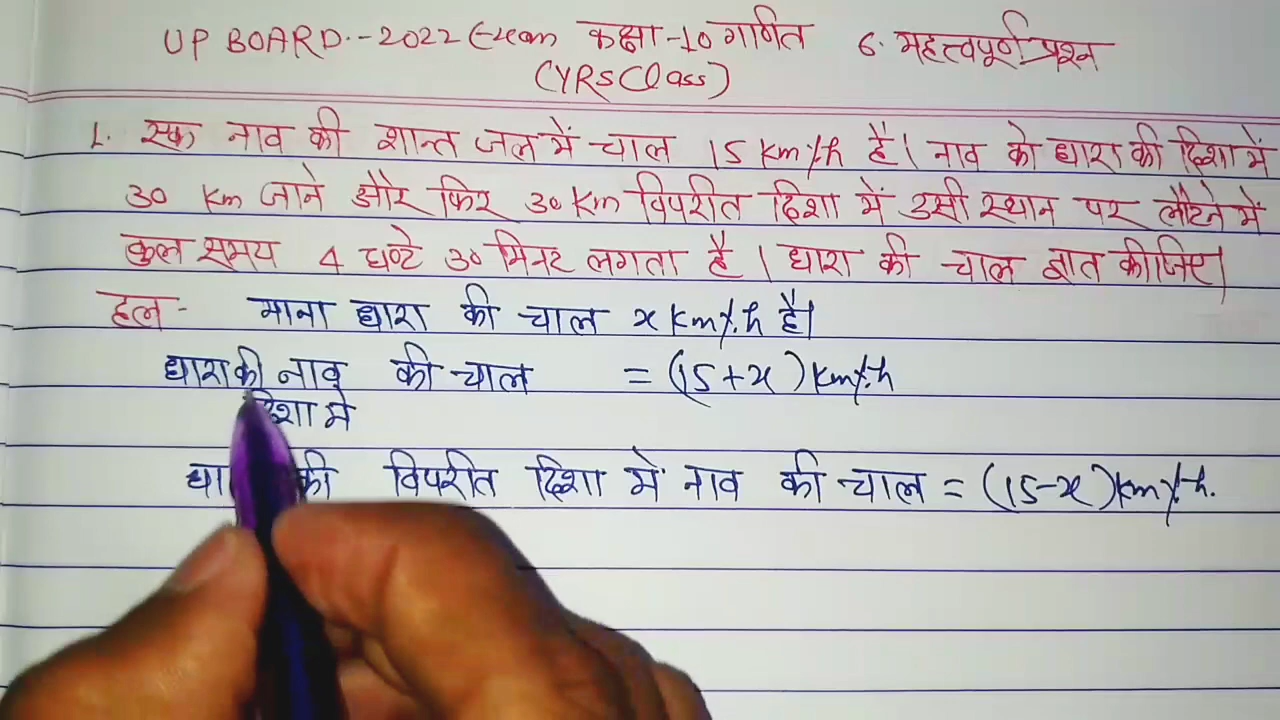 UP BOARD.-2022 Exam कक्षा-10 गणित 6. महत्त्वपूर्ण प्रश्न
(YRS Class)
1. एक नाव की शान्त जल में चाल 15 km/h है। नाव को धारा की दिशा में
30 km जाने और फिर 30 km विपरीत दिशा में उसी स्थान पर लौटने में
कुल समय 4 घण्टे 30 मिनट लगता है। धारा की चाल ज्ञात कीजिए।
हल- माना धारा की चाल x km/h है।
धारा की नाव की चाल = (15+x) km/h
दिशा मे
की विपरीत दिशा में नाव की चाल = (15-x) km/h.